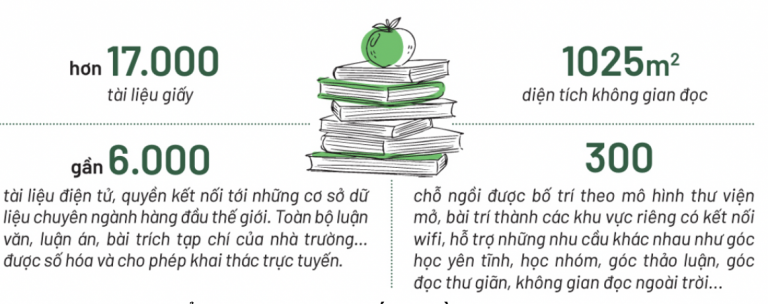 hơn 17.000
tài liệu giấy
1025m²
diện tích không gian đọc
gần 6.000
tài liệu điện tử, quyền kết nối tới những cơ sở dữ
liệu chuyên ngành hàng đầu thế giới. Toàn bộ luận
văn, luận án, bài trích tạp chí của nhà trường...
được số hóa và cho phép khai thác trực tuyến.
300
chỗ ngồi được bố trí theo mô hình thư viện
mở, bài trí thành các khu vực riêng có kết nối
wifi, hỗ trợ những nhu cầu khác nhau như góc
học yên tĩnh, học nhóm, góc thảo luận, góc
đọc thư giãn, không gian đọc ngoài trời...